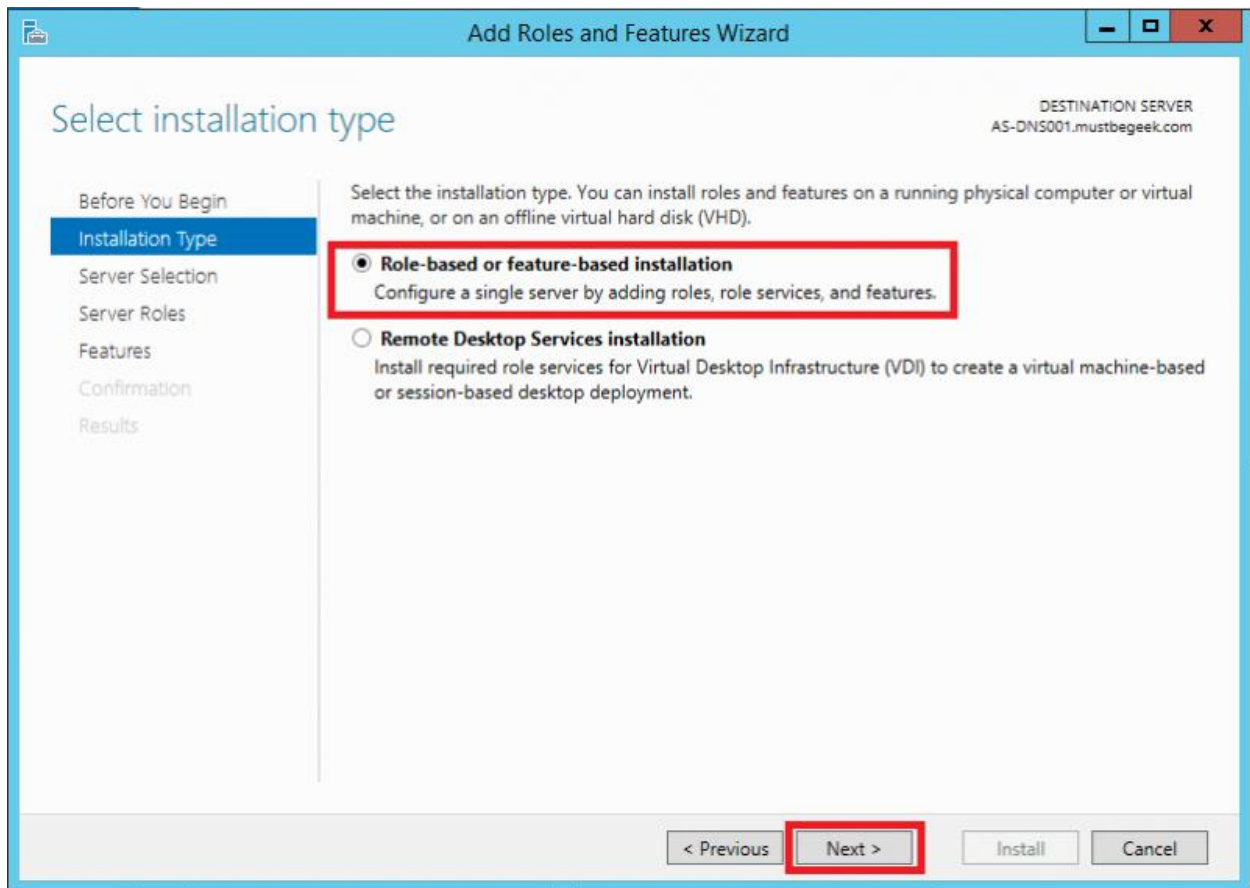 Add Roles and Features Wizard
Select installation type
DESTINATION SERVER
AS-DNS001.mustbegeek.com
Before You Begin
Installation Type
Server Selection
Server Roles
Features
Confirmation
Results
Select the installation type. You can install roles and features on a running physical computer or virtual
machine, or on an offline virtual hard disk (VHD).
Role-based or feature-based installation
Configure a single server by adding roles, role services, and features.
Remote Desktop Services installation
Install required role services for Virtual Desktop Infrastructure (VDI) to create a virtual machine-based
or session-based desktop deployment.
< Previous
Next >
Install
Cancel